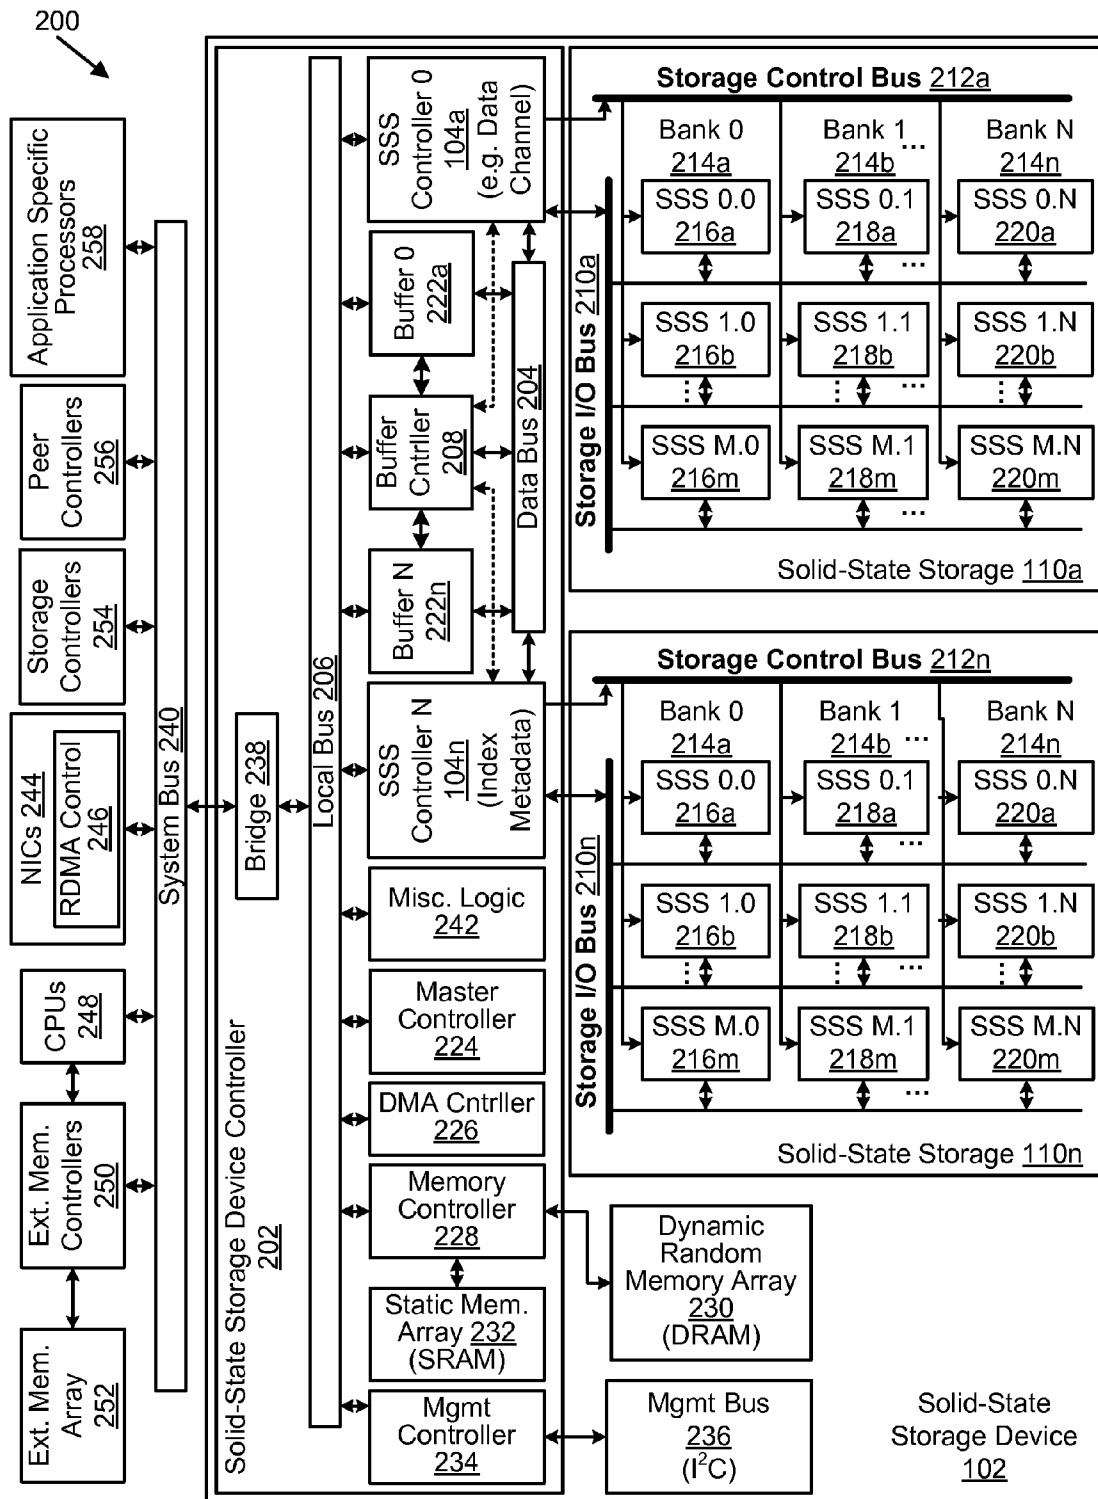 200
Application Specific
Processors
258
Peer
Controllers
256
Storage
Controllers
254
NICs 244
RDMA Control
246
CPUs
248
Ext. Mem.
Controllers
250
Ext. Mem.
Array
252
System Bus 240
Solid-State Storage Device Controller
202
Bridge 238
Local Bus 206
SSS
Controller 0
104a
(e.g. Data
Channel)
Buffer 0
222a
Buffer
Cntrller
208
Buffer N
222n
Data Bus 204
SSS
Controller N
104n
(Index
Metadata)
Misc. Logic
242
Master
Controller
224
DMA Cntrller
226
Memory
Controller
228
Static Mem.
Array 232
(SRAM)
Mgmt
Controller
234
Storage Control Bus 212a
Storage I/O Bus 210a
Bank 0
214a
Bank 1
214b
...
Bank N
214n
SSS 0.0
216a
SSS 0.1
218a
SSS 0.N
220a
...
SSS 1.0
216b
SSS 1.1
218b
SSS 1.N
220b
... ... ... ...
SSS M.0
216m
SSS M.1
218m
SSS M.N
220m
...
Solid-State Storage 110a
Storage Control Bus 212n
Storage I/O Bus 210n
Bank 0
214a
Bank 1
214b
...
Bank N
214n
SSS 0.0
216a
SSS 0.1
218a
SSS 0.N
220a
...
SSS 1.0
216b
SSS 1.1
218b
SSS 1.N
220b
... ... ... ...
SSS M.0
216m
SSS M.1
218m
SSS M.N
220m
...
Solid-State Storage 110n
Dynamic
Random
Memory Array
230
(DRAM)
Mgmt Bus
236
(I²C)
Solid-State
Storage Device
102